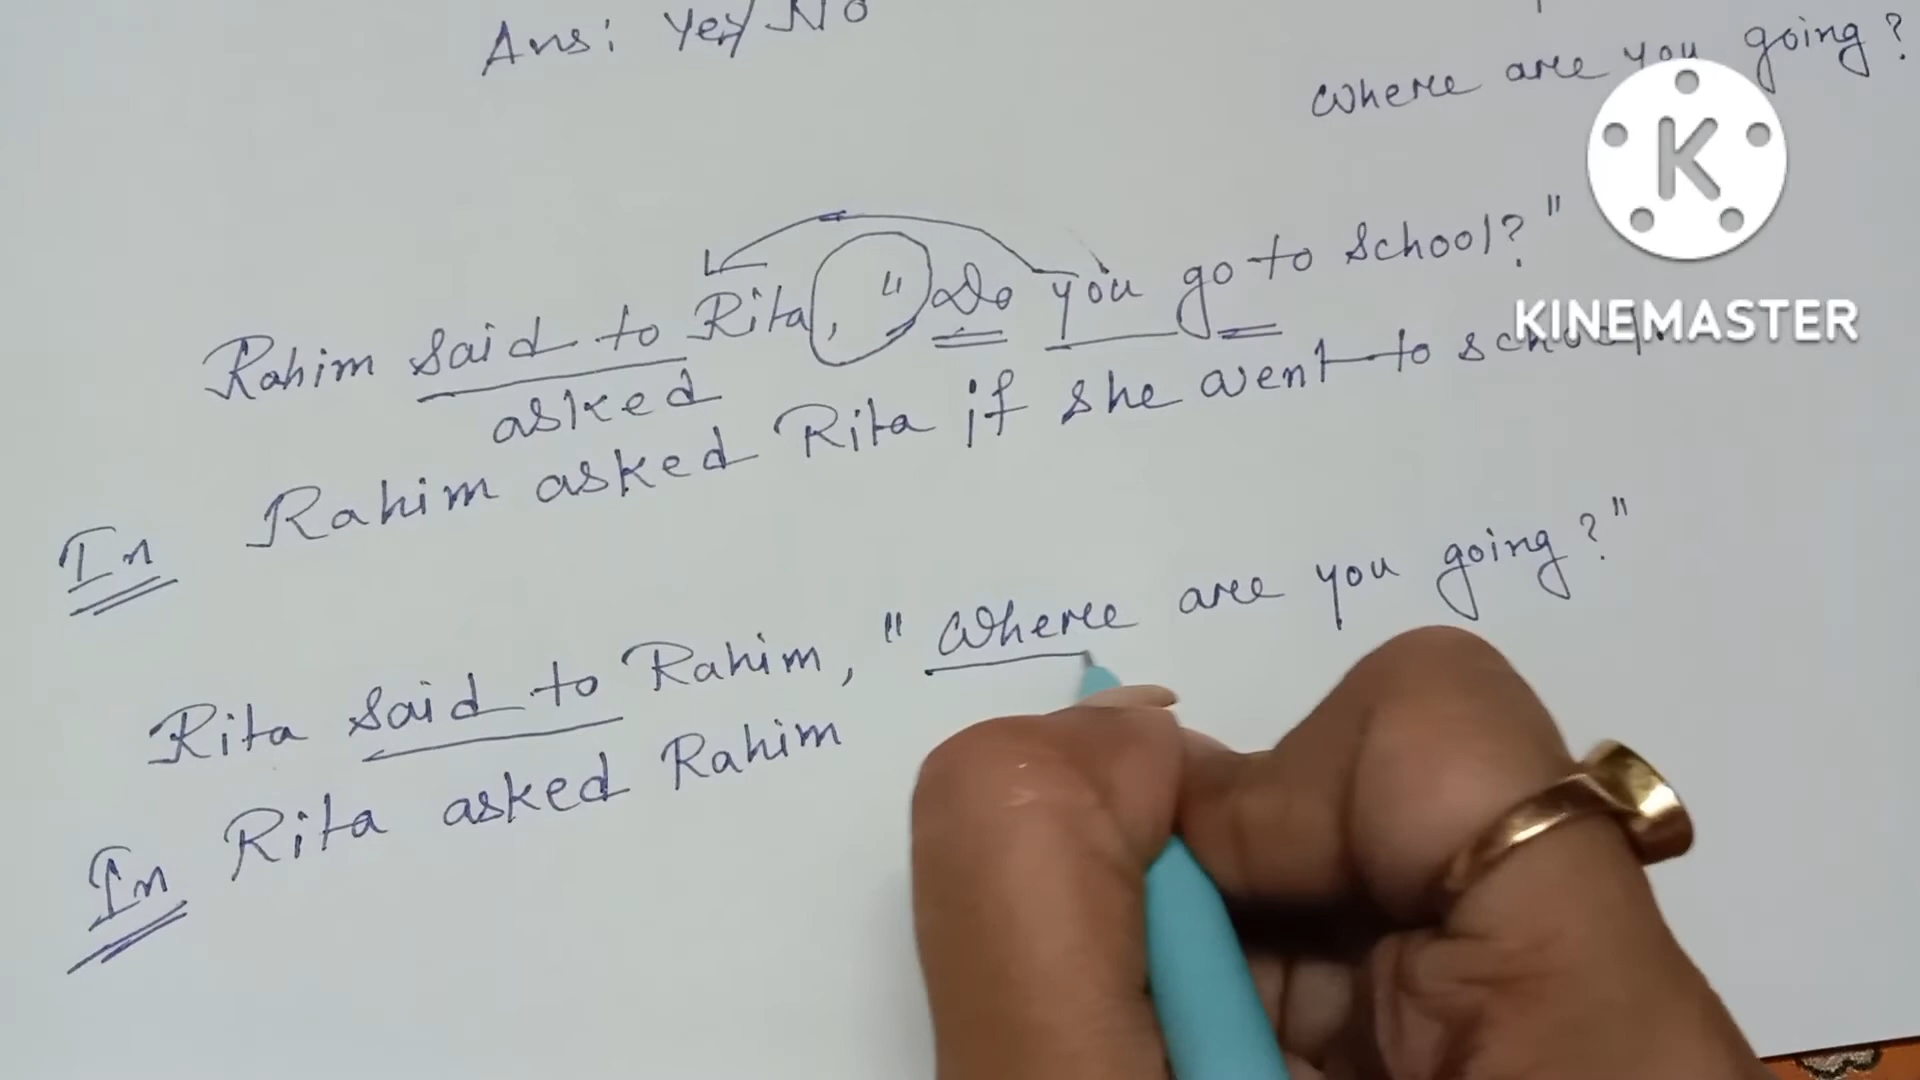 Ans: Yes/No
Where are you going?
K
KINEMASTER
Rahim said to Rita, "Do you go to school?"
asked
In Rahim asked Rita if she went to school.
Rita said to Rahim, "Where are you going?"
In Rita asked Rahim